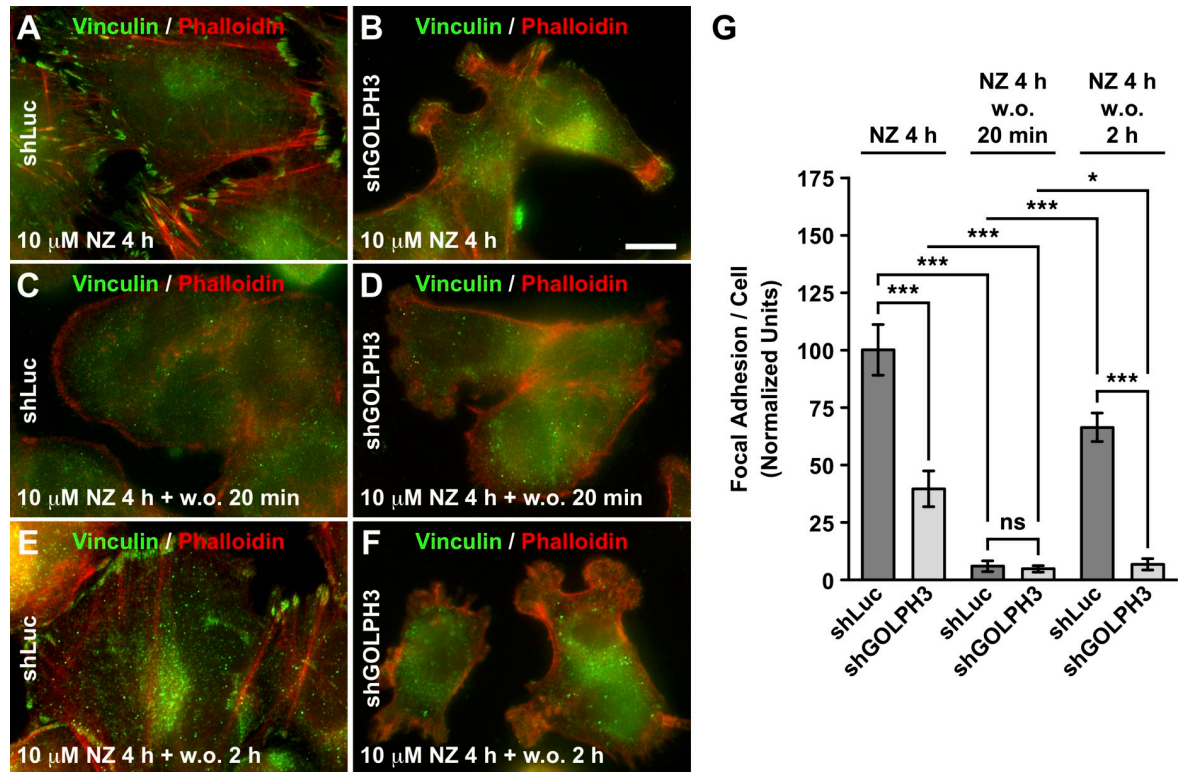 A
Vinculin / Phalloidin
shLuc
10 μM NZ 4 h
B
Vinculin / Phalloidin
shGOLPH3
10 μM NZ 4 h
C
Vinculin / Phalloidin
shLuc
10 μM NZ 4 h + w.o. 20 min
D
Vinculin / Phalloidin
shGOLPH3
10 μM NZ 4 h + w.o. 20 min
E
Vinculin / Phalloidin
shLuc
10 μM NZ 4 h + w.o. 2 h
F
Vinculin / Phalloidin
shGOLPH3
10 μM NZ 4 h + w.o. 2 h
G
NZ 4 h
NZ 4 h
w.o.
20 min
NZ 4 h
w.o.
2 h
Focal Adhesion / Cell
(Normalized Units)
175
150
125
100
75
50
25
0
*
***
***
***
***
***
ns
shLuc
shGOLPH3
shLuc
shGOLPH3
shLuc
shGOLPH3